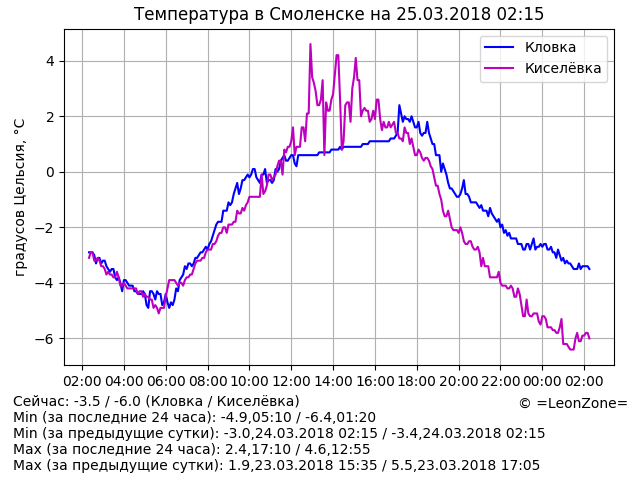 Температура в Смоленске на 25.03.2018 02:15
Кловка
Киселёвка
градусов Цельсия, °C
4
2
0
−2
−4
−6
02:00 04:00 06:00 08:00 10:00 12:00 14:00 16:00 18:00 20:00 22:00 00:00 02:00
Сейчас: -3.5 / -6.0 (Кловка / Киселёвка)
© =LeonZone=
Min (за последние 24 часа): -4.9,05:10 / -6.4,01:20
Min (за предыдущие сутки): -3.0,24.03.2018 02:15 / -3.4,24.03.2018 02:15
Max (за последние 24 часа): 2.4,17:10 / 4.6,12:55
Max (за предыдущие сутки): 1.9,23.03.2018 15:35 / 5.5,23.03.2018 17:05